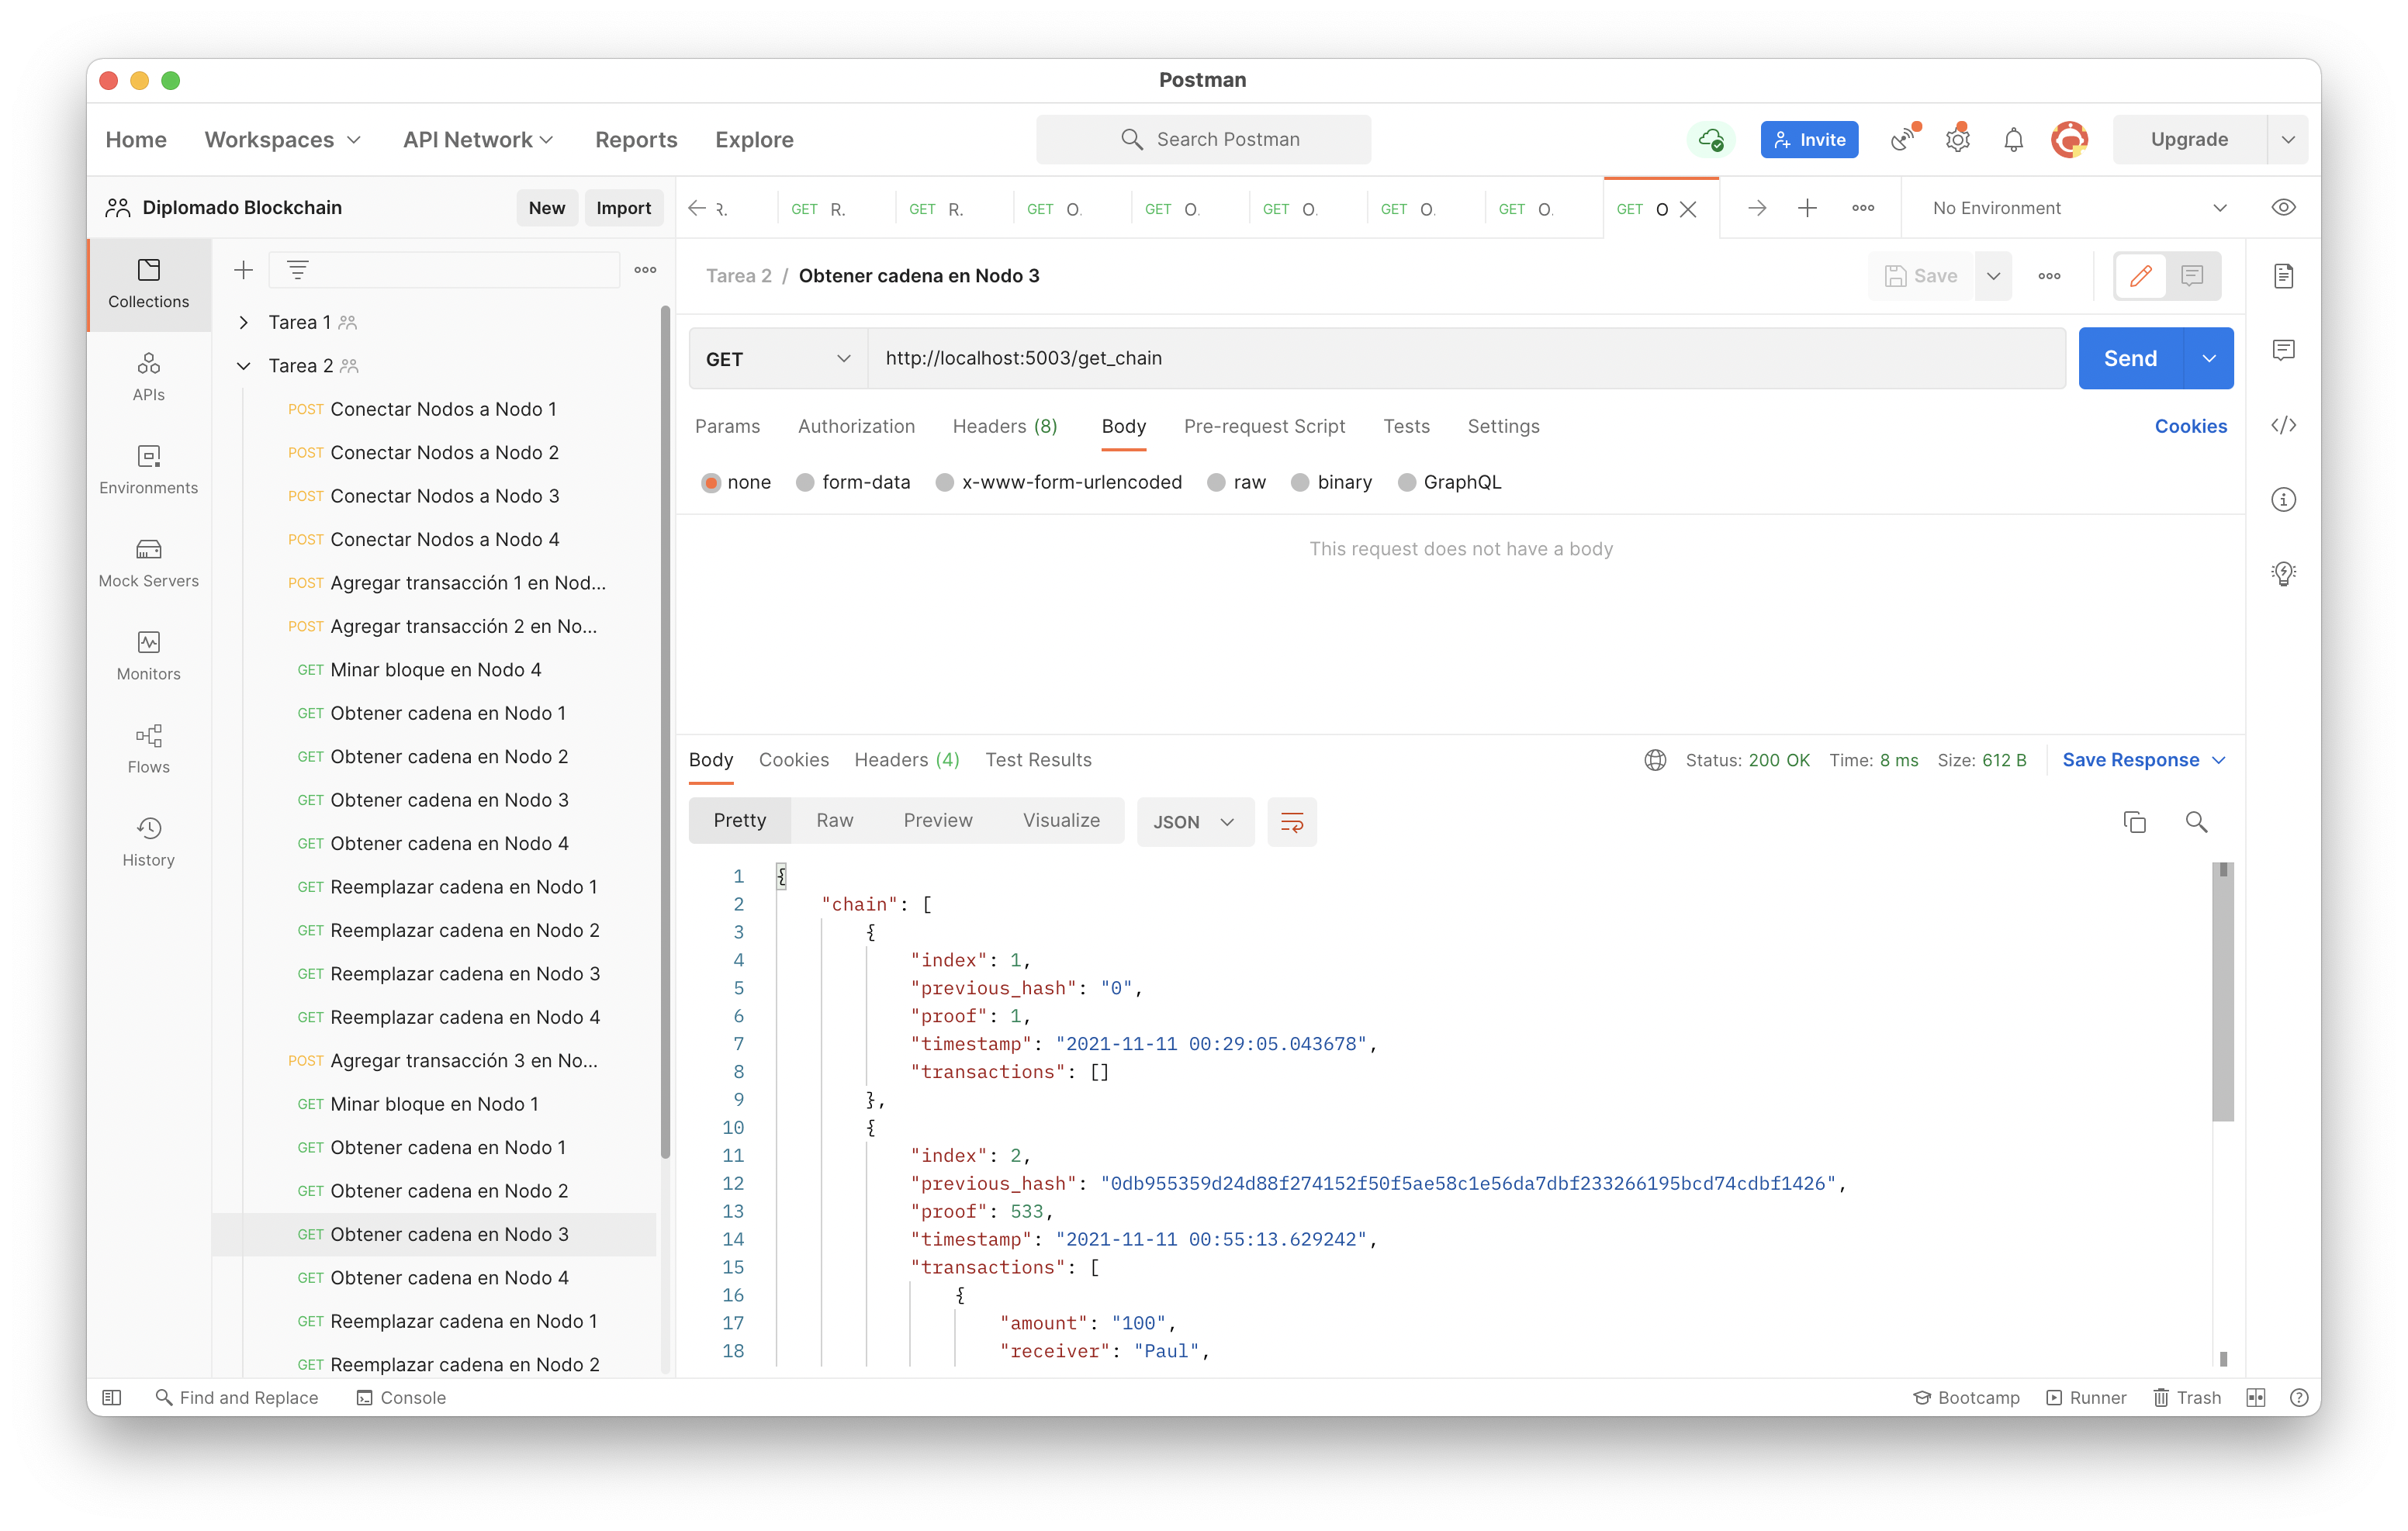 Postman
Home Workspaces API Network Reports Explore Search Postman Invite Upgrade
Diplomado Blockchain New Import R. GET R. GET R. GET O. GET O. GET O. GET O. GET O. GET O No Environment
Collections
APIs
Environments
Mock Servers
Monitors
Flows
History
Tarea 1
Tarea 2
POST Conectar Nodos a Nodo 1
POST Conectar Nodos a Nodo 2
POST Conectar Nodos a Nodo 3
POST Conectar Nodos a Nodo 4
POST Agregar transacción 1 en Nod...
POST Agregar transacción 2 en No...
GET Minar bloque en Nodo 4
GET Obtener cadena en Nodo 1
GET Obtener cadena en Nodo 2
GET Obtener cadena en Nodo 3
GET Obtener cadena en Nodo 4
GET Reemplazar cadena en Nodo 1
GET Reemplazar cadena en Nodo 2
GET Reemplazar cadena en Nodo 3
GET Reemplazar cadena en Nodo 4
POST Agregar transacción 3 en No...
GET Minar bloque en Nodo 1
GET Obtener cadena en Nodo 1
GET Obtener cadena en Nodo 2
GET Obtener cadena en Nodo 3
GET Obtener cadena en Nodo 4
GET Reemplazar cadena en Nodo 1
GET Reemplazar cadena en Nodo 2
Tarea 2 / Obtener cadena en Nodo 3 Save
GET http://localhost:5003/get_chain Send
Params Authorization Headers (8) Body Pre-request Script Tests Settings Cookies
none form-data x-www-form-urlencoded raw binary GraphQL
This request does not have a body
Body Cookies Headers (4) Test Results Status: 200 OK Time: 8 ms Size: 612 B Save Response
Pretty Raw Preview Visualize JSON
1 {
2 "chain": [
3 {
4 "index": 1,
5 "previous_hash": "0",
6 "proof": 1,
7 "timestamp": "2021-11-11 00:29:05.043678",
8 "transactions": []
9 },
10 {
11 "index": 2,
12 "previous_hash": "0db955359d24d88f274152f50f5ae58c1e56da7dbf233266195bcd74cdbf1426",
13 "proof": 533,
14 "timestamp": "2021-11-11 00:55:13.629242",
15 "transactions": [
16 {
17 "amount": "100",
18 "receiver": "Paul",
Find and Replace Console Bootcamp Runner Trash